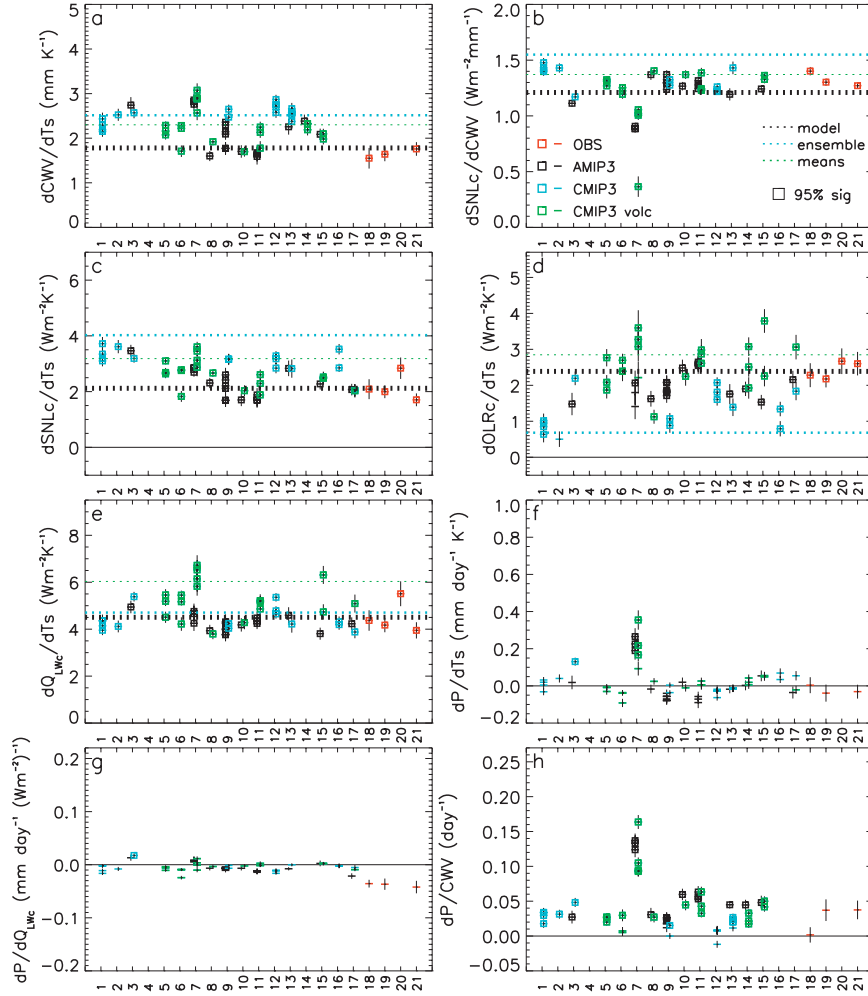 a
dCWV/dTs (mm K⁻¹)
5
4
3
2
1
0
1 2 3 4 5 6 7 8 9 10 11 12 13 14 15 16 17 18 19 20 21
b
dSNLc/dCWV (Wm⁻²mm⁻¹)
2.0
1.5
1.0
0.5
0.0
OBS
AMIP3
CMIP3
CMIP3 volc
model
ensemble
means
95% sig
1 2 3 4 5 6 7 8 9 10 11 12 13 14 15 16 17 18 19 20 21
c
dSNLc/dTs (Wm⁻²K⁻¹)
6
4
2
0
1 2 3 4 5 6 7 8 9 10 11 12 13 14 15 16 17 18 19 20 21
d
dOLRc/dTs (Wm⁻²K⁻¹)
5
4
3
2
1
0
1 2 3 4 5 6 7 8 9 10 11 12 13 14 15 16 17 18 19 20 21
e
dQ_LWc/dTs (Wm⁻²K⁻¹)
8
6
4
2
0
1 2 3 4 5 6 7 8 9 10 11 12 13 14 15 16 17 18 19 20 21
f
dP/dTs (mm day⁻¹ K⁻¹)
1.0
0.8
0.6
0.4
0.2
0.0
−0.2
1 2 3 4 5 6 7 8 9 10 11 12 13 14 15 16 17 18 19 20 21
g
dP/dQ_LWc (mm day⁻¹ (Wm⁻²)⁻¹)
0.2
0.1
0.0
−0.1
−0.2
1 2 3 4 5 6 7 8 9 10 11 12 13 14 15 16 17 18 19 20 21
h
dP/CWV (day⁻¹)
0.25
0.20
0.15
0.10
0.05
0.00
−0.05
1 2 3 4 5 6 7 8 9 10 11 12 13 14 15 16 17 18 19 20 21